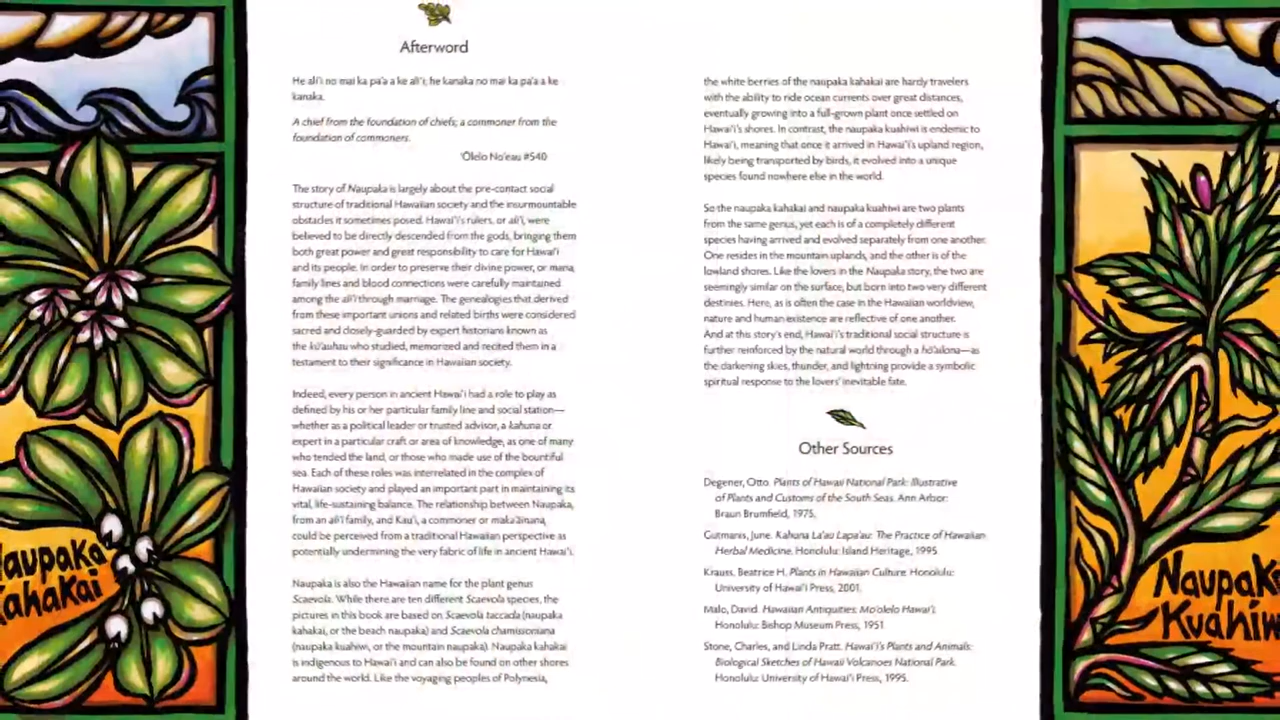 Afterword
He ali'i no mai ka pa'a a ke ali'i; he kanaka no mai ka pa'a a ke
kanaka.
A chief from the foundation of chiefs; a commoner from the
foundation of commoners.
'Ōlelo No'eau #540
The story of Naupaka is largely about the pre-contact social
structure of traditional Hawaiian society and the insurmountable
obstacles it sometimes posed. Hawai'i's rulers, or ali'i, were
believed to be directly descended from the gods, bringing them
both great power and great responsibility to care for Hawai'i
and its people. In order to preserve their divine power, or mana,
family lines and blood connections were carefully maintained
among the ali'i through marriage. The genealogies that derived
from these important unions and related births were considered
sacred and closely-guarded by expert historians known as
the kū'auhau who studied, memorized and recited them in a
testament to their significance in Hawaiian society.
Indeed, every person in ancient Hawai'i had a role to play as
defined by his or her particular family line and social station—
whether as a political leader or trusted advisor, a kahuna or
expert in a particular craft or area of knowledge, as one of many
who tended the land, or those who made use of the bountiful
sea. Each of these roles was interrelated in the complex of
Hawaiian society and played an important part in maintaining its
vital, life-sustaining balance. The relationship between Naupaka,
from an ali'i family, and Kau'i, a commoner or maka'āinana,
could be perceived from a traditional Hawaiian perspective as
potentially undermining the very fabric of life in ancient Hawai'i.
Naupaka is also the Hawaiian name for the plant genus
Scaevola. While there are ten different Scaevola species, the
pictures in this book are based on Scaevola taccada (naupaka
kahakai, or the beach naupaka) and Scaevola chamissoniana
(naupaka kuahiwi, or the mountain naupaka). Naupaka kahakai
is indigenous to Hawai'i and can also be found on other shores
around the world. Like the voyaging peoples of Polynesia,
the white berries of the naupaka kahakai are hardy travelers
with the ability to ride ocean currents over great distances,
eventually growing into a full-grown plant once settled on
Hawai'i's shores. In contrast, the naupaka kuahiwi is endemic to
Hawai'i, meaning that once it arrived in Hawai'i's upland region,
likely being transported by birds, it evolved into a unique
species found nowhere else in the world.
So the naupaka kahakai and naupaka kuahiwi are two plants
from the same genus, yet each is of a completely different
species having arrived and evolved separately from one another.
One resides in the mountain uplands, and the other is of the
lowland shores. Like the lovers in the Naupaka story, the two are
seemingly similar on the surface, but born into two very different
destinies. Here, as is often the case in the Hawaiian worldview,
nature and human existence are reflective of one another.
And at this story's end, Hawai'i's traditional social structure is
further reinforced by the natural world through a hō'ailona—as
the darkening skies, thunder, and lightning provide a symbolic
spiritual response to the lovers' inevitable fate.
Other Sources
Degener, Otto. Plants of Hawaii National Park: Illustrative
of Plants and Customs of the South Seas. Ann Arbor:
Braun Brumfield, 1975.
Gutmanis, June. Kahuna La'au Lapa'au: The Practice of Hawaiian
Herbal Medicine. Honolulu: Island Heritage, 1995
Krauss, Beatrice H. Plants in Hawaiian Culture. Honolulu:
University of Hawai'i Press, 2001.
Malo, David. Hawaiian Antiquities: Mo'olelo Hawai'i.
Honolulu: Bishop Museum Press, 1951
Stone, Charles, and Linda Pratt. Hawai'i's Plants and Animals:
Biological Sketches of Hawaii Volcanoes National Park.
Honolulu: University of Hawai'i Press, 1995.
Naupaka
Kahakai
Naupaka
Kuahiwi